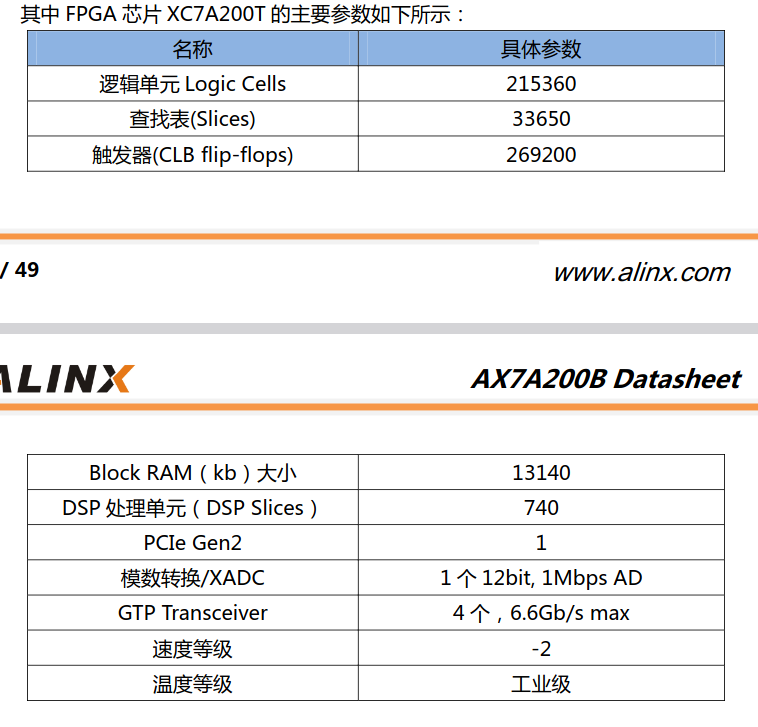 其中 FPGA 芯片 XC7A200T 的主要参数如下所示：
名称 具体参数
逻辑单元 Logic Cells 215360
查找表(Slices) 33650
触发器(CLB flip-flops) 269200
/ 49 www.alinx.com
ALINX AX7A200B Datasheet
Block RAM（kb）大小 13140
DSP 处理单元（DSP Slices） 740
PCIe Gen2 1
模数转换/XADC 1 个 12bit, 1Mbps AD
GTP Transceiver 4 个，6.6Gb/s max
速度等级 -2
温度等级 工业级